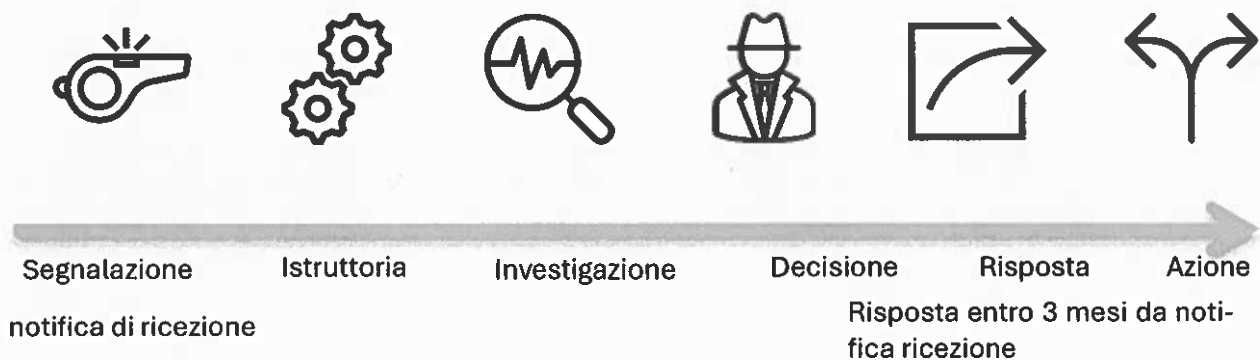 Segnalazione
Istruttoria
Investigazione
Decisione
Risposta
Azione
notifica di ricezione
Risposta entro 3 mesi da noti-
fica ricezione